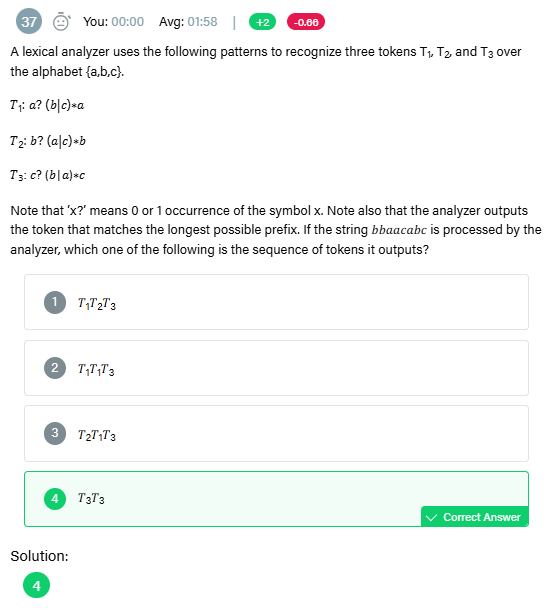 37 You: 00:00 Avg: 01:58 | +2 -0.66
A lexical analyzer uses the following patterns to recognize three tokens T₁, T₂, and T₃ over
the alphabet {a,b,c}.
T₁: a? (b|c)∗a
T₂: b? (a|c)∗b
T₃: c? (b|a)∗c
Note that 'x?' means 0 or 1 occurrence of the symbol x. Note also that the analyzer outputs
the token that matches the longest possible prefix. If the string bbaacabc is processed by the
analyzer, which one of the following is the sequence of tokens it outputs?
1 T₁T₂T₃
2 T₁T₁T₃
3 T₂T₁T₃
4 T₃T₃
Correct Answer
Solution:
4